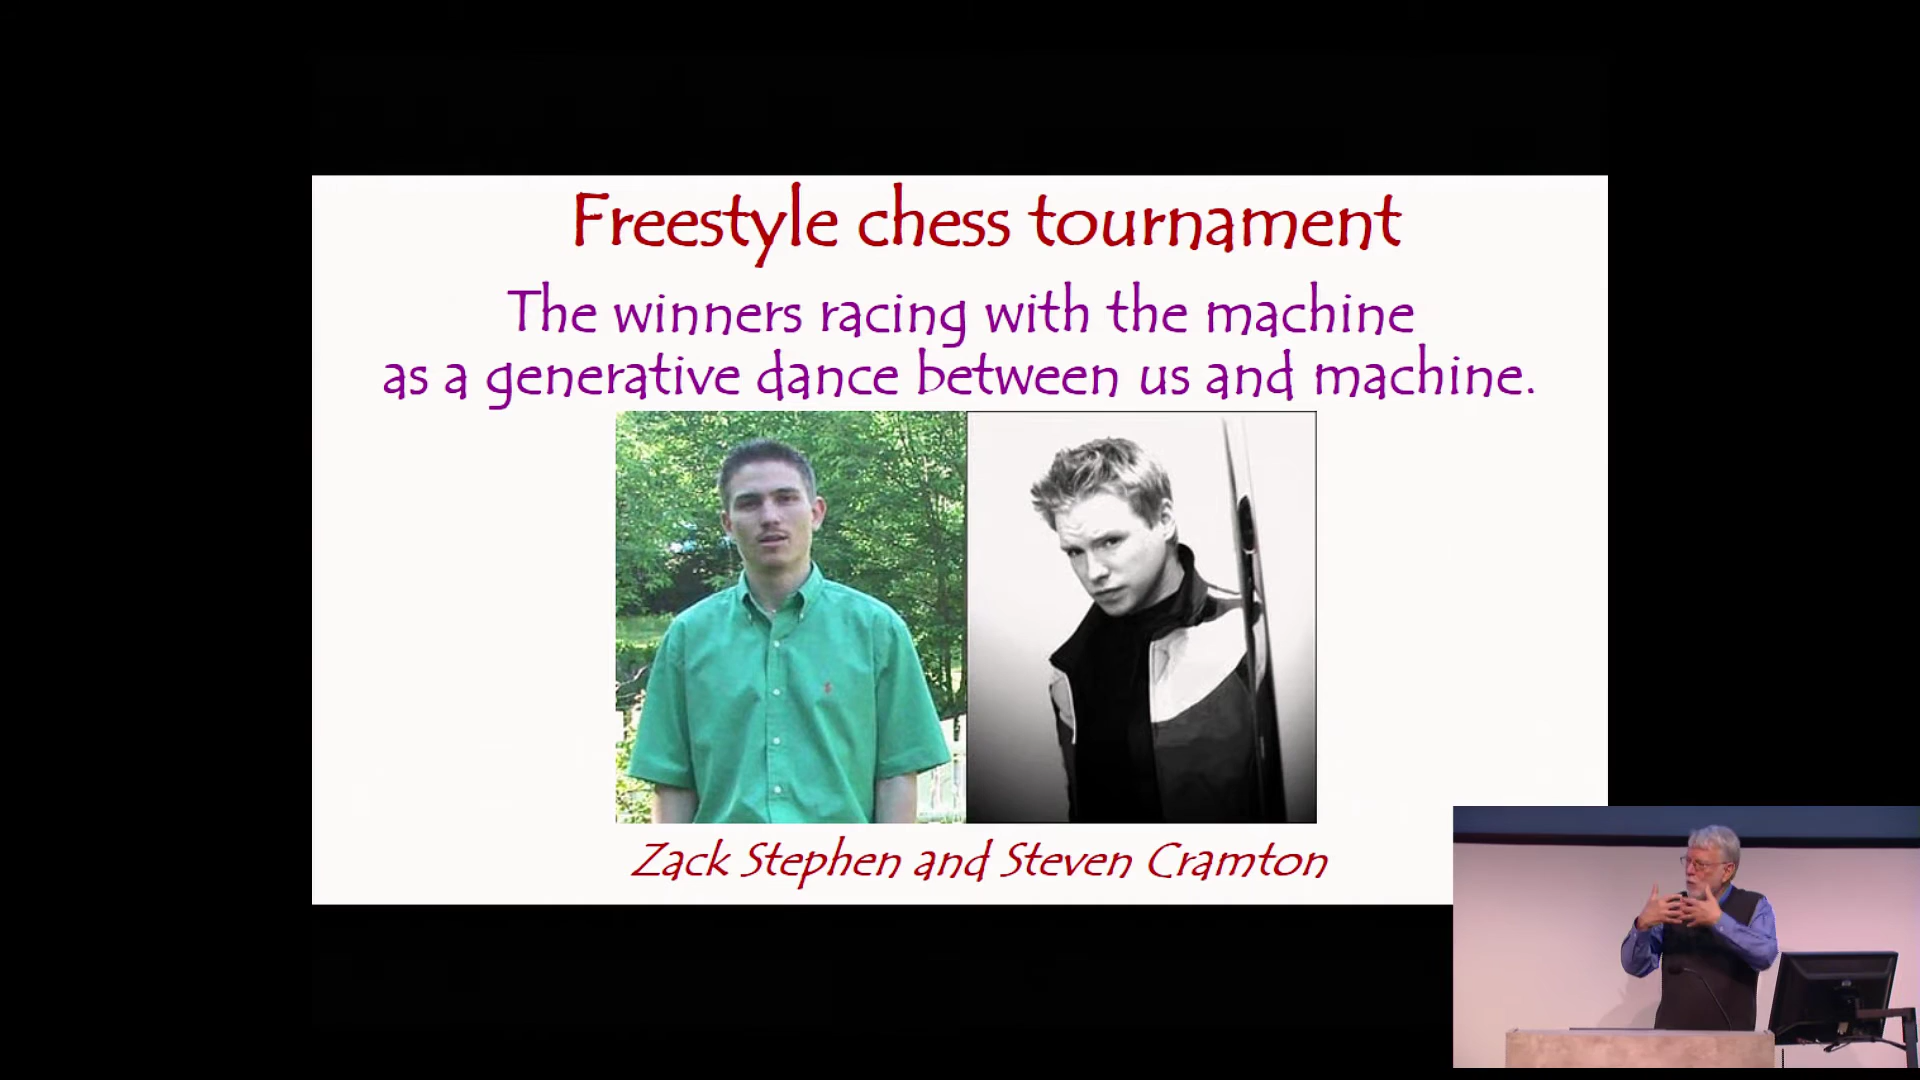 Freestyle chess tournament
The winners racing with the machine
as a generative dance between us and machine.
Zack Stephen and Steven Cramton